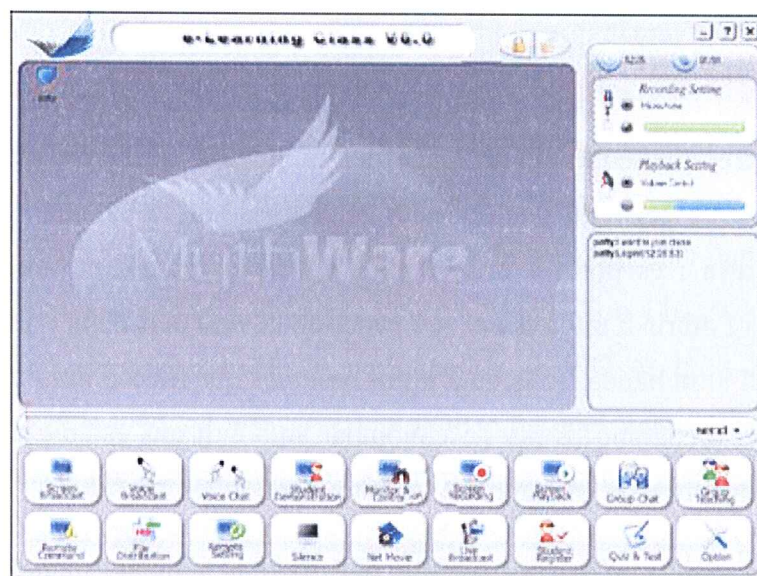 e-Learning Class V6.0
Recording Setting
Microphone
Playback Setting
Volume Control
MythWare
send
Screen Broadcast
Voice Broadcast
Voice Chat
Student Demonstration
Monitor & Control
Screen Recording
Screen Playback
Group Chat
Group Teaching
Remote Command
File Distribution
Remote Setting
Silence
Net Movie
Live Broadcast
Student Register
Quiz & Test
Option